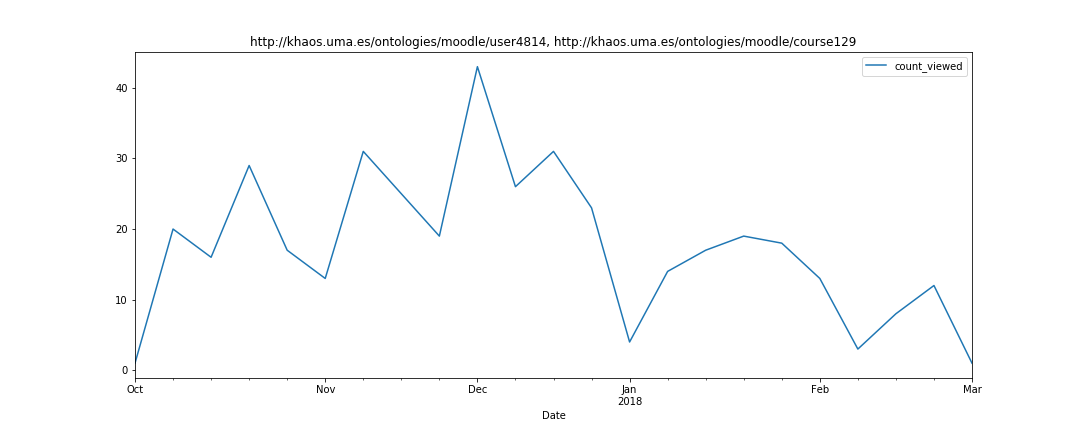 http://khaos.uma.es/ontologies/moodle/user4814, http://khaos.uma.es/ontologies/moodle/course129
count_viewed
40
30
20
10
0
Oct Nov Dec Jan Feb Mar
2018
Date